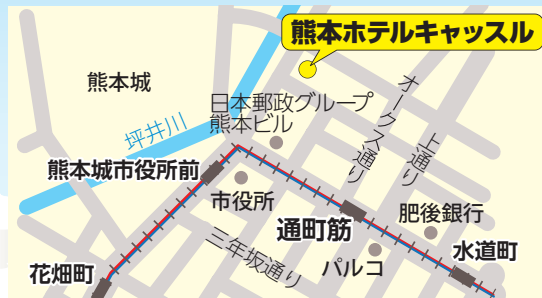 熊本ホテルキャッスル
熊本城
日本郵政グループ
熊本ビル
オークス通り
上通り
坪井川
熊本城市役所前
市役所
通町筋
肥後銀行
三年坂通り
パルコ
水道町
花畑町